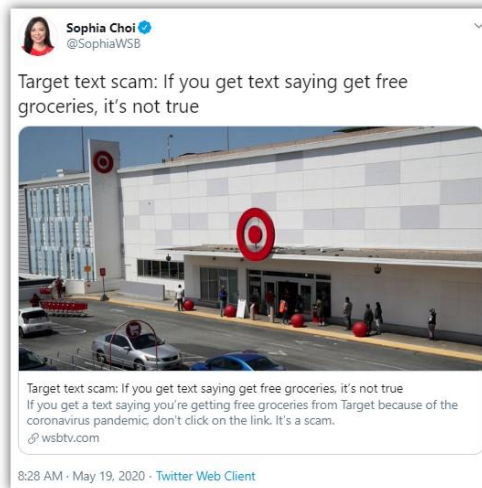 Sophia Choi
@SophiaWSB
Target text scam: If you get text saying get free
groceries, it's not true
Target text scam: If you get text saying get free groceries, it's not true
If you get a text saying you're getting free groceries from Target because of the
coronavirus pandemic, don't click on the link. It's a scam.
wsbtv.com
8:28 AM · May 19, 2020 · Twitter Web Client